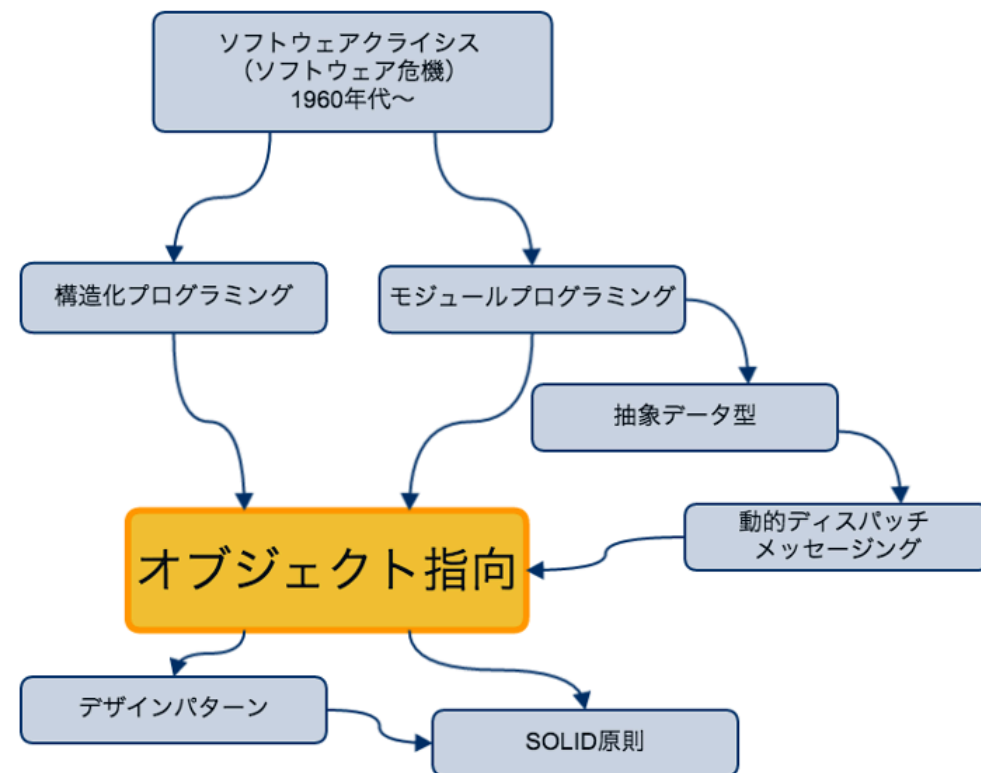 ソフトウェアクライシス
（ソフトウェア危機）
1960年代～
構造化プログラミング
モジュールプログラミング
抽象データ型
動的ディスパッチ
メッセージング
オブジェクト指向
デザインパターン
SOLID原則